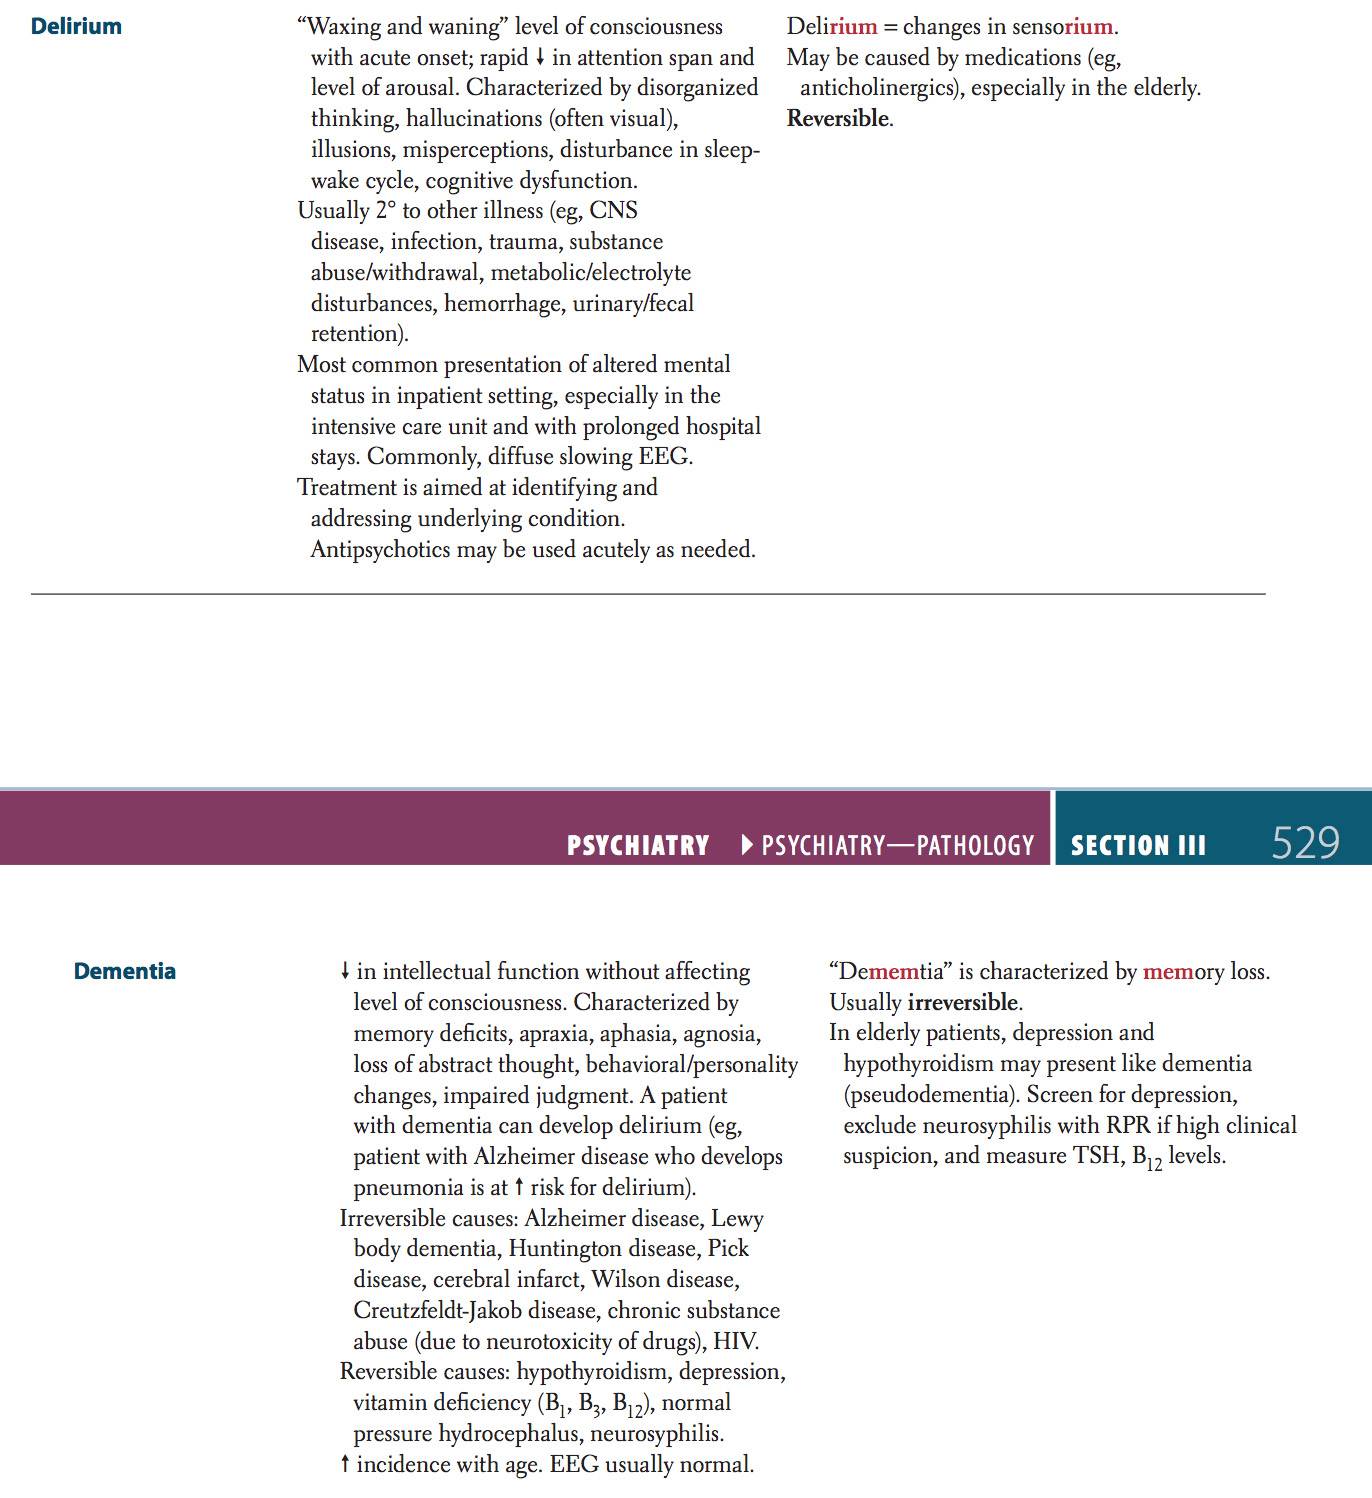 Delirium
“Waxing and waning” level of consciousness
with acute onset; rapid ↓ in attention span and
level of arousal. Characterized by disorganized
thinking, hallucinations (often visual),
illusions, misperceptions, disturbance in sleep-
wake cycle, cognitive dysfunction.
Usually 2° to other illness (eg, CNS
disease, infection, trauma, substance
abuse/withdrawal, metabolic/electrolyte
disturbances, hemorrhage, urinary/fecal
retention).
Most common presentation of altered mental
status in inpatient setting, especially in the
intensive care unit and with prolonged hospital
stays. Commonly, diffuse slowing EEG.
Treatment is aimed at identifying and
addressing underlying condition.
Antipsychotics may be used acutely as needed.
Delirium = changes in sensorium.
May be caused by medications (eg,
anticholinergics), especially in the elderly.
Reversible.
PSYCHIATRY ▶ PSYCHIATRY—PATHOLOGY SECTION III 529
Dementia
↓ in intellectual function without affecting
level of consciousness. Characterized by
memory deficits, apraxia, aphasia, agnosia,
loss of abstract thought, behavioral/personality
changes, impaired judgment. A patient
with dementia can develop delirium (eg,
patient with Alzheimer disease who develops
pneumonia is at ↑ risk for delirium).
Irreversible causes: Alzheimer disease, Lewy
body dementia, Huntington disease, Pick
disease, cerebral infarct, Wilson disease,
Creutzfeldt-Jakob disease, chronic substance
abuse (due to neurotoxicity of drugs), HIV.
Reversible causes: hypothyroidism, depression,
vitamin deficiency (B₁, B₃, B₁₂), normal
pressure hydrocephalus, neurosyphilis.
↑ incidence with age. EEG usually normal.
“Dememtia” is characterized by memory loss.
Usually irreversible.
In elderly patients, depression and
hypothyroidism may present like dementia
(pseudodementia). Screen for depression,
exclude neurosyphilis with RPR if high clinical
suspicion, and measure TSH, B₁₂ levels.